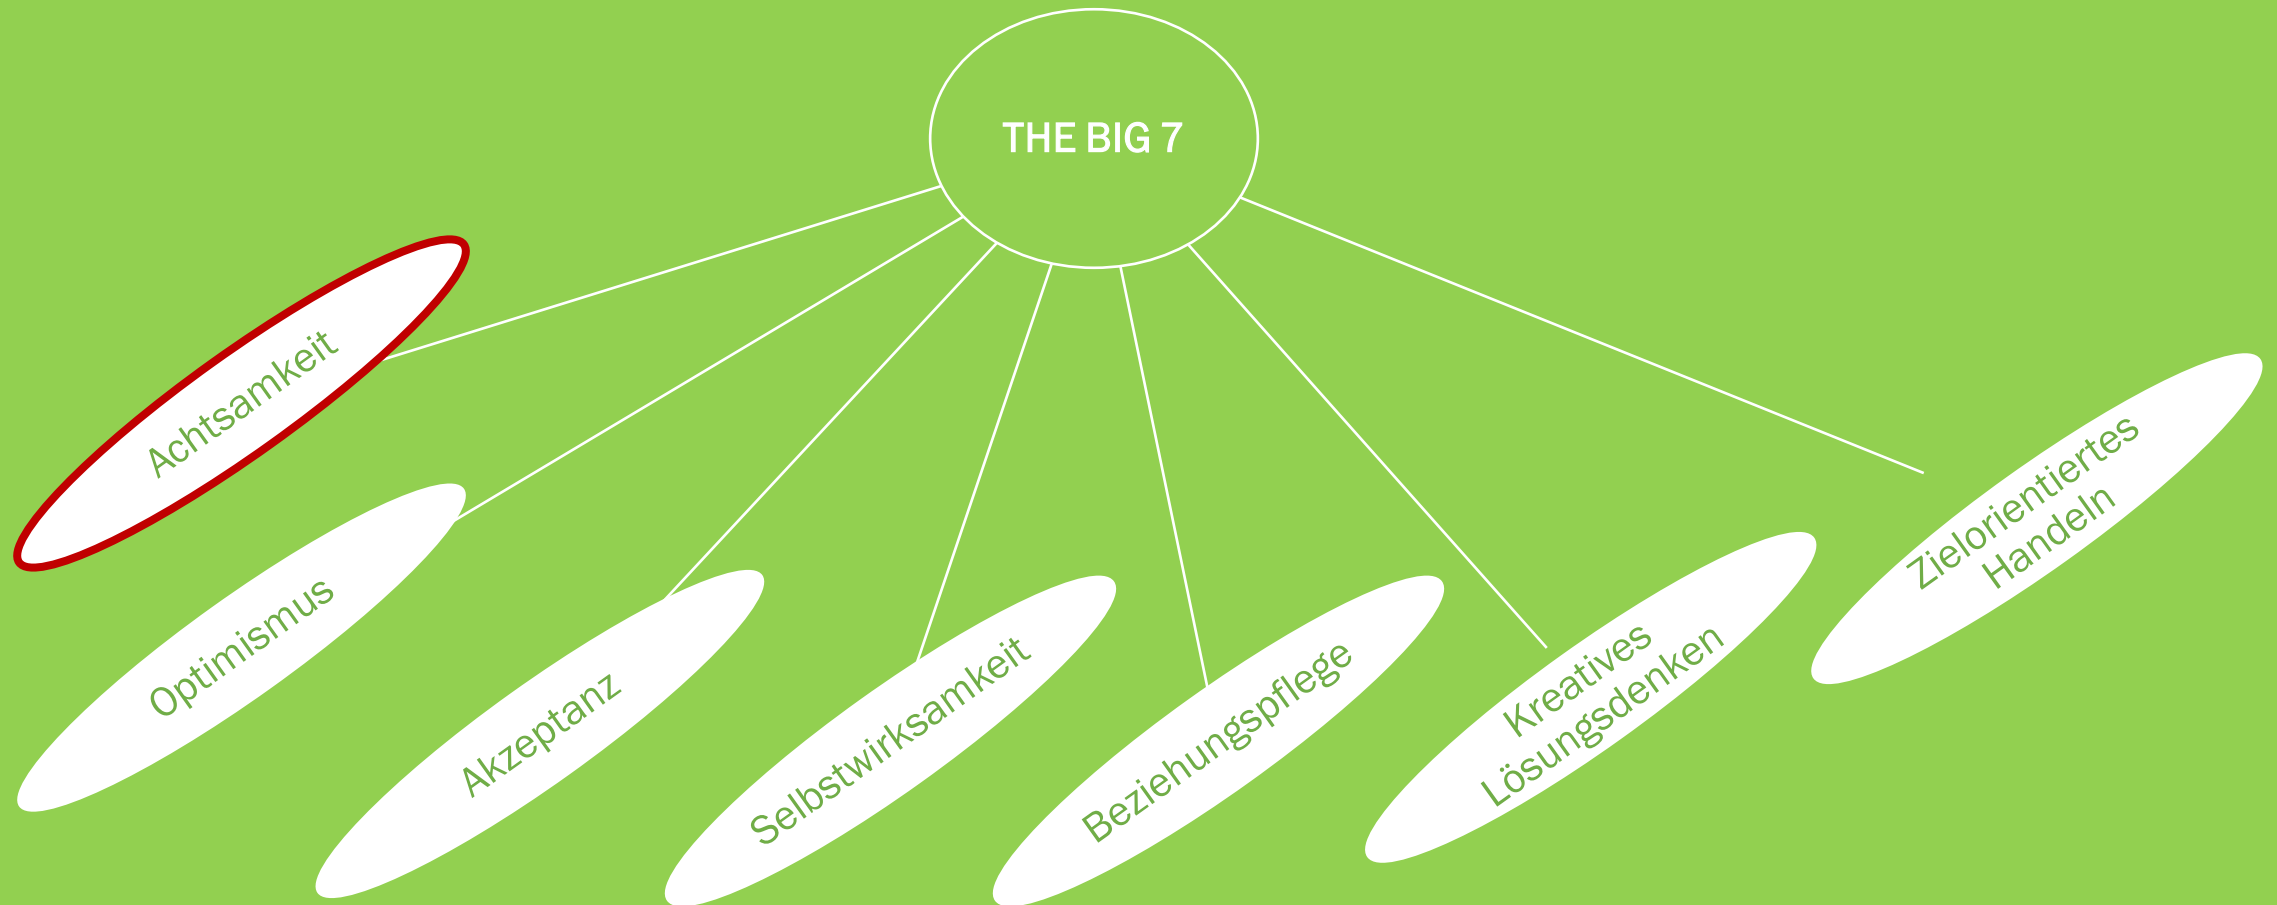 THE BIG 7
Achtsamkeit
Optimismus
Akzeptanz
Selbstwirksamkeit
Beziehungspflege
Kreatives
Lösungsdenken
Zielorientiertes
Handeln